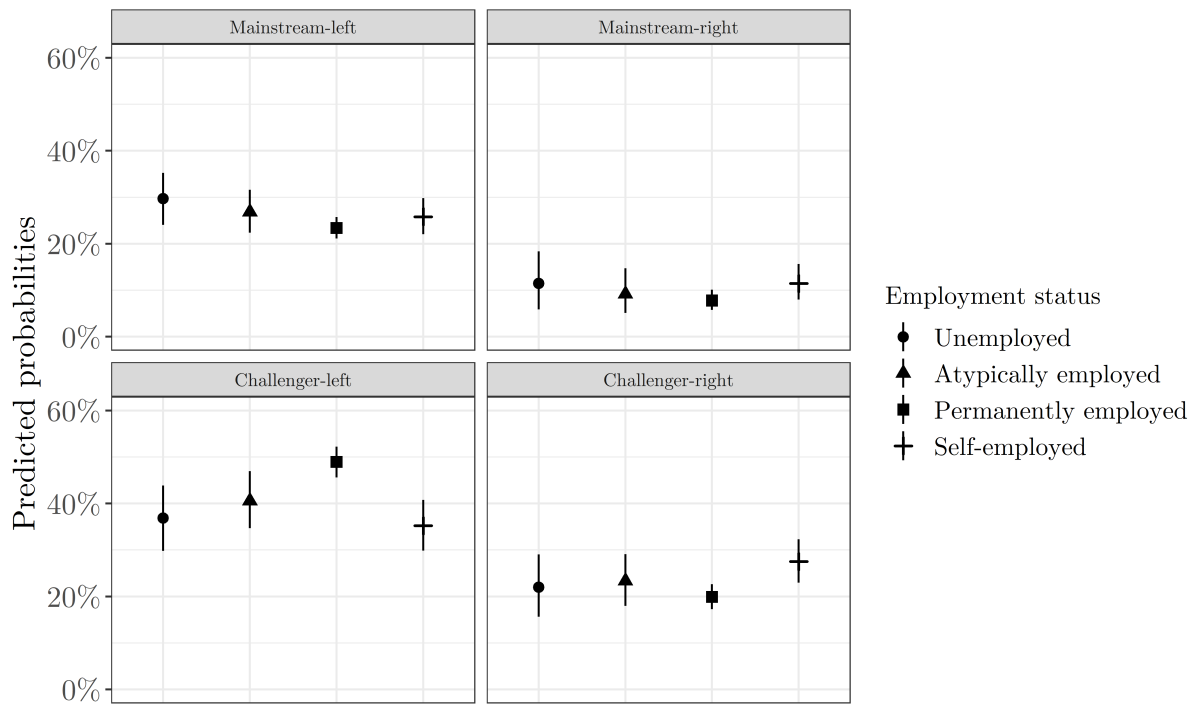 Mainstream-left
Mainstream-right
60%
40%
20%
0%
Challenger-left
Challenger-right
60%
40%
20%
0%
Predicted probabilities
Employment status
Unemployed
Atypically employed
Permanently employed
Self-employed